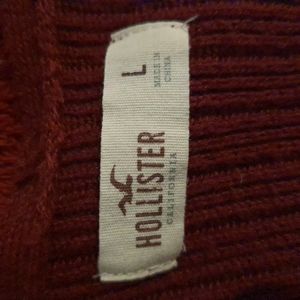 HOLLISTER
CALIFORNIA
L
MADE IN
CHINA